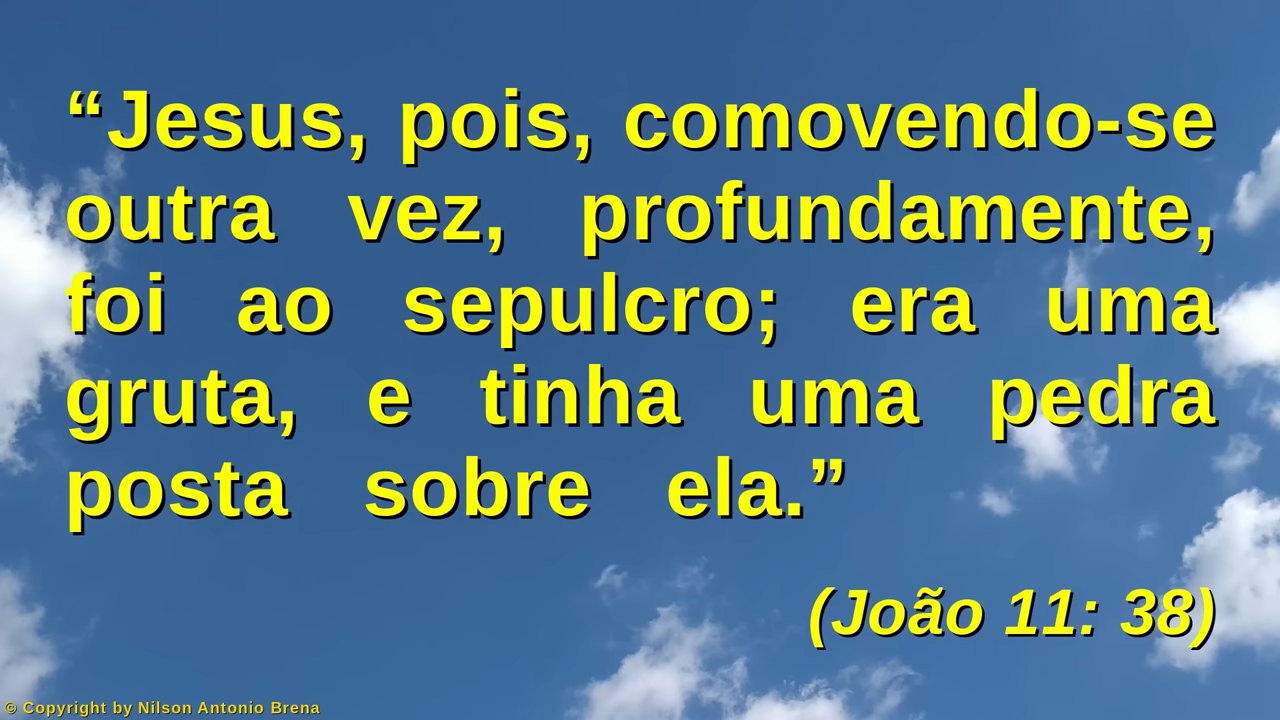 “Jesus, pois, comovendo-se
outra vez, profundamente,
foi ao sepulcro; era uma
gruta, e tinha uma pedra
posta sobre ela.”
(João 11: 38)
© Copyright by Nilson Antonio Brena